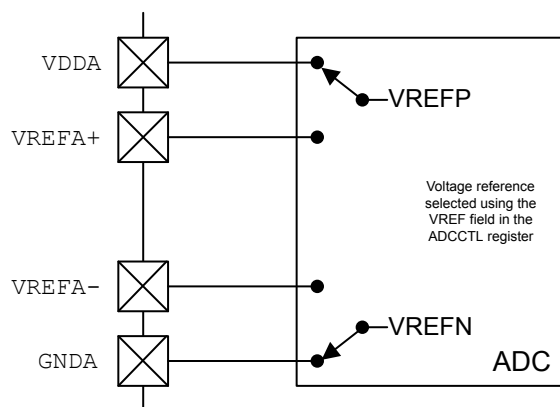 VDDA
VREFP
VREFA+
Voltage reference
selected using the
VREF field in the
ADCCTL register
VREFA-
VREFN
GNDA
ADC